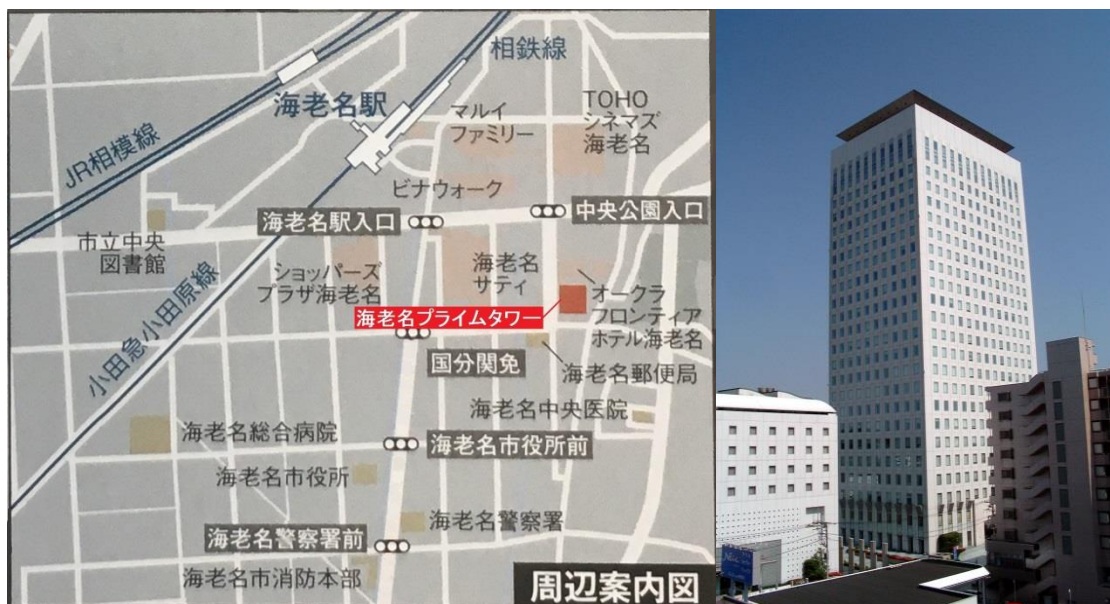 相鉄線
海老名駅
JR相模線
マルイ
ファミリー
TOHO
シネマズ
海老名
ビナウォーク
海老名駅入口
中央公園入口
市立中央
図書館
ショッパーズ
プラザ海老名
海老名
サティ
海老名プライムタワー
オークラ
フロンティア
ホテル海老名
小田急小田原線
国分関免
海老名郵便局
海老名中央医院
海老名総合病院
海老名市役所前
海老名市役所
海老名警察署
海老名警察署前
海老名市消防本部
周辺案内図